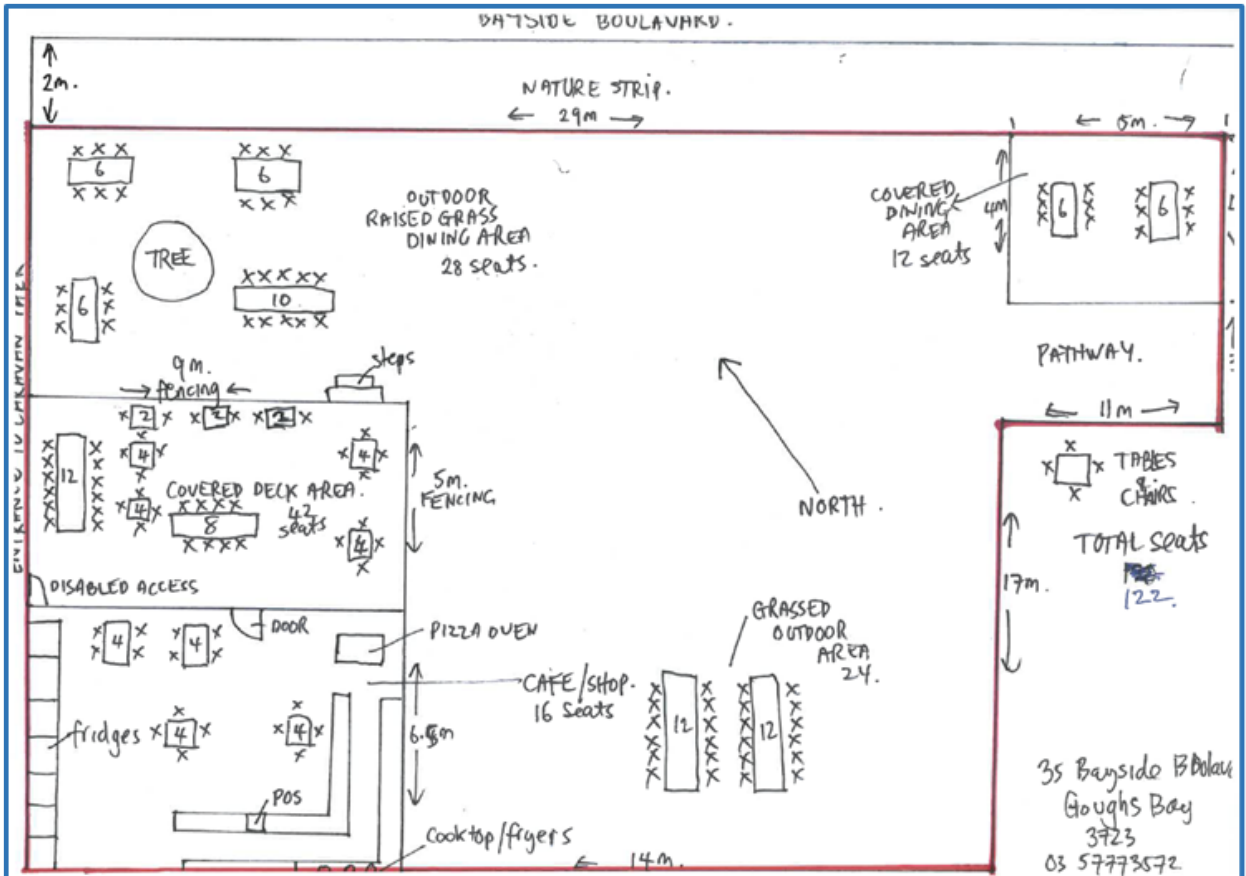 BAYSIDE BOULAVARD.
2m.
NATURE STRIP.
29m
5m.
x x x
6
x x x
x x x
6
x x x
OUTDOOR
RAISED GRASS
DINING AREA
28 seats.
COVERED
DINING
AREA
12 seats
4m
x x x
6
x x x
x x x
6
x x x
TREE
x x x
6
x x x
x x x x x
10
x x x x x
PATHWAY.
9m.
fencing
steps
11m
x 2 x
x 2 x
x 2 x
12
4
4
COVERED DECK AREA.
42
seats
x x x x
8
x x x x
4
4
5m.
FENCING
NORTH.
TABLES
&
CHAIRS.
TOTAL seats
122.
17m.
ENTRANCE TO CARAVAN
DISABLED ACCESS
DOOR
PIZZA OVEN
4
4
4
4
fridges
CAFE/SHOP.
16 Seats
GRASSED
OUTDOOR
AREA
24.
12
12
POS
Cooktop/fryers
14m.
35 Bayside
Goughs Bay
3723
03 57773572